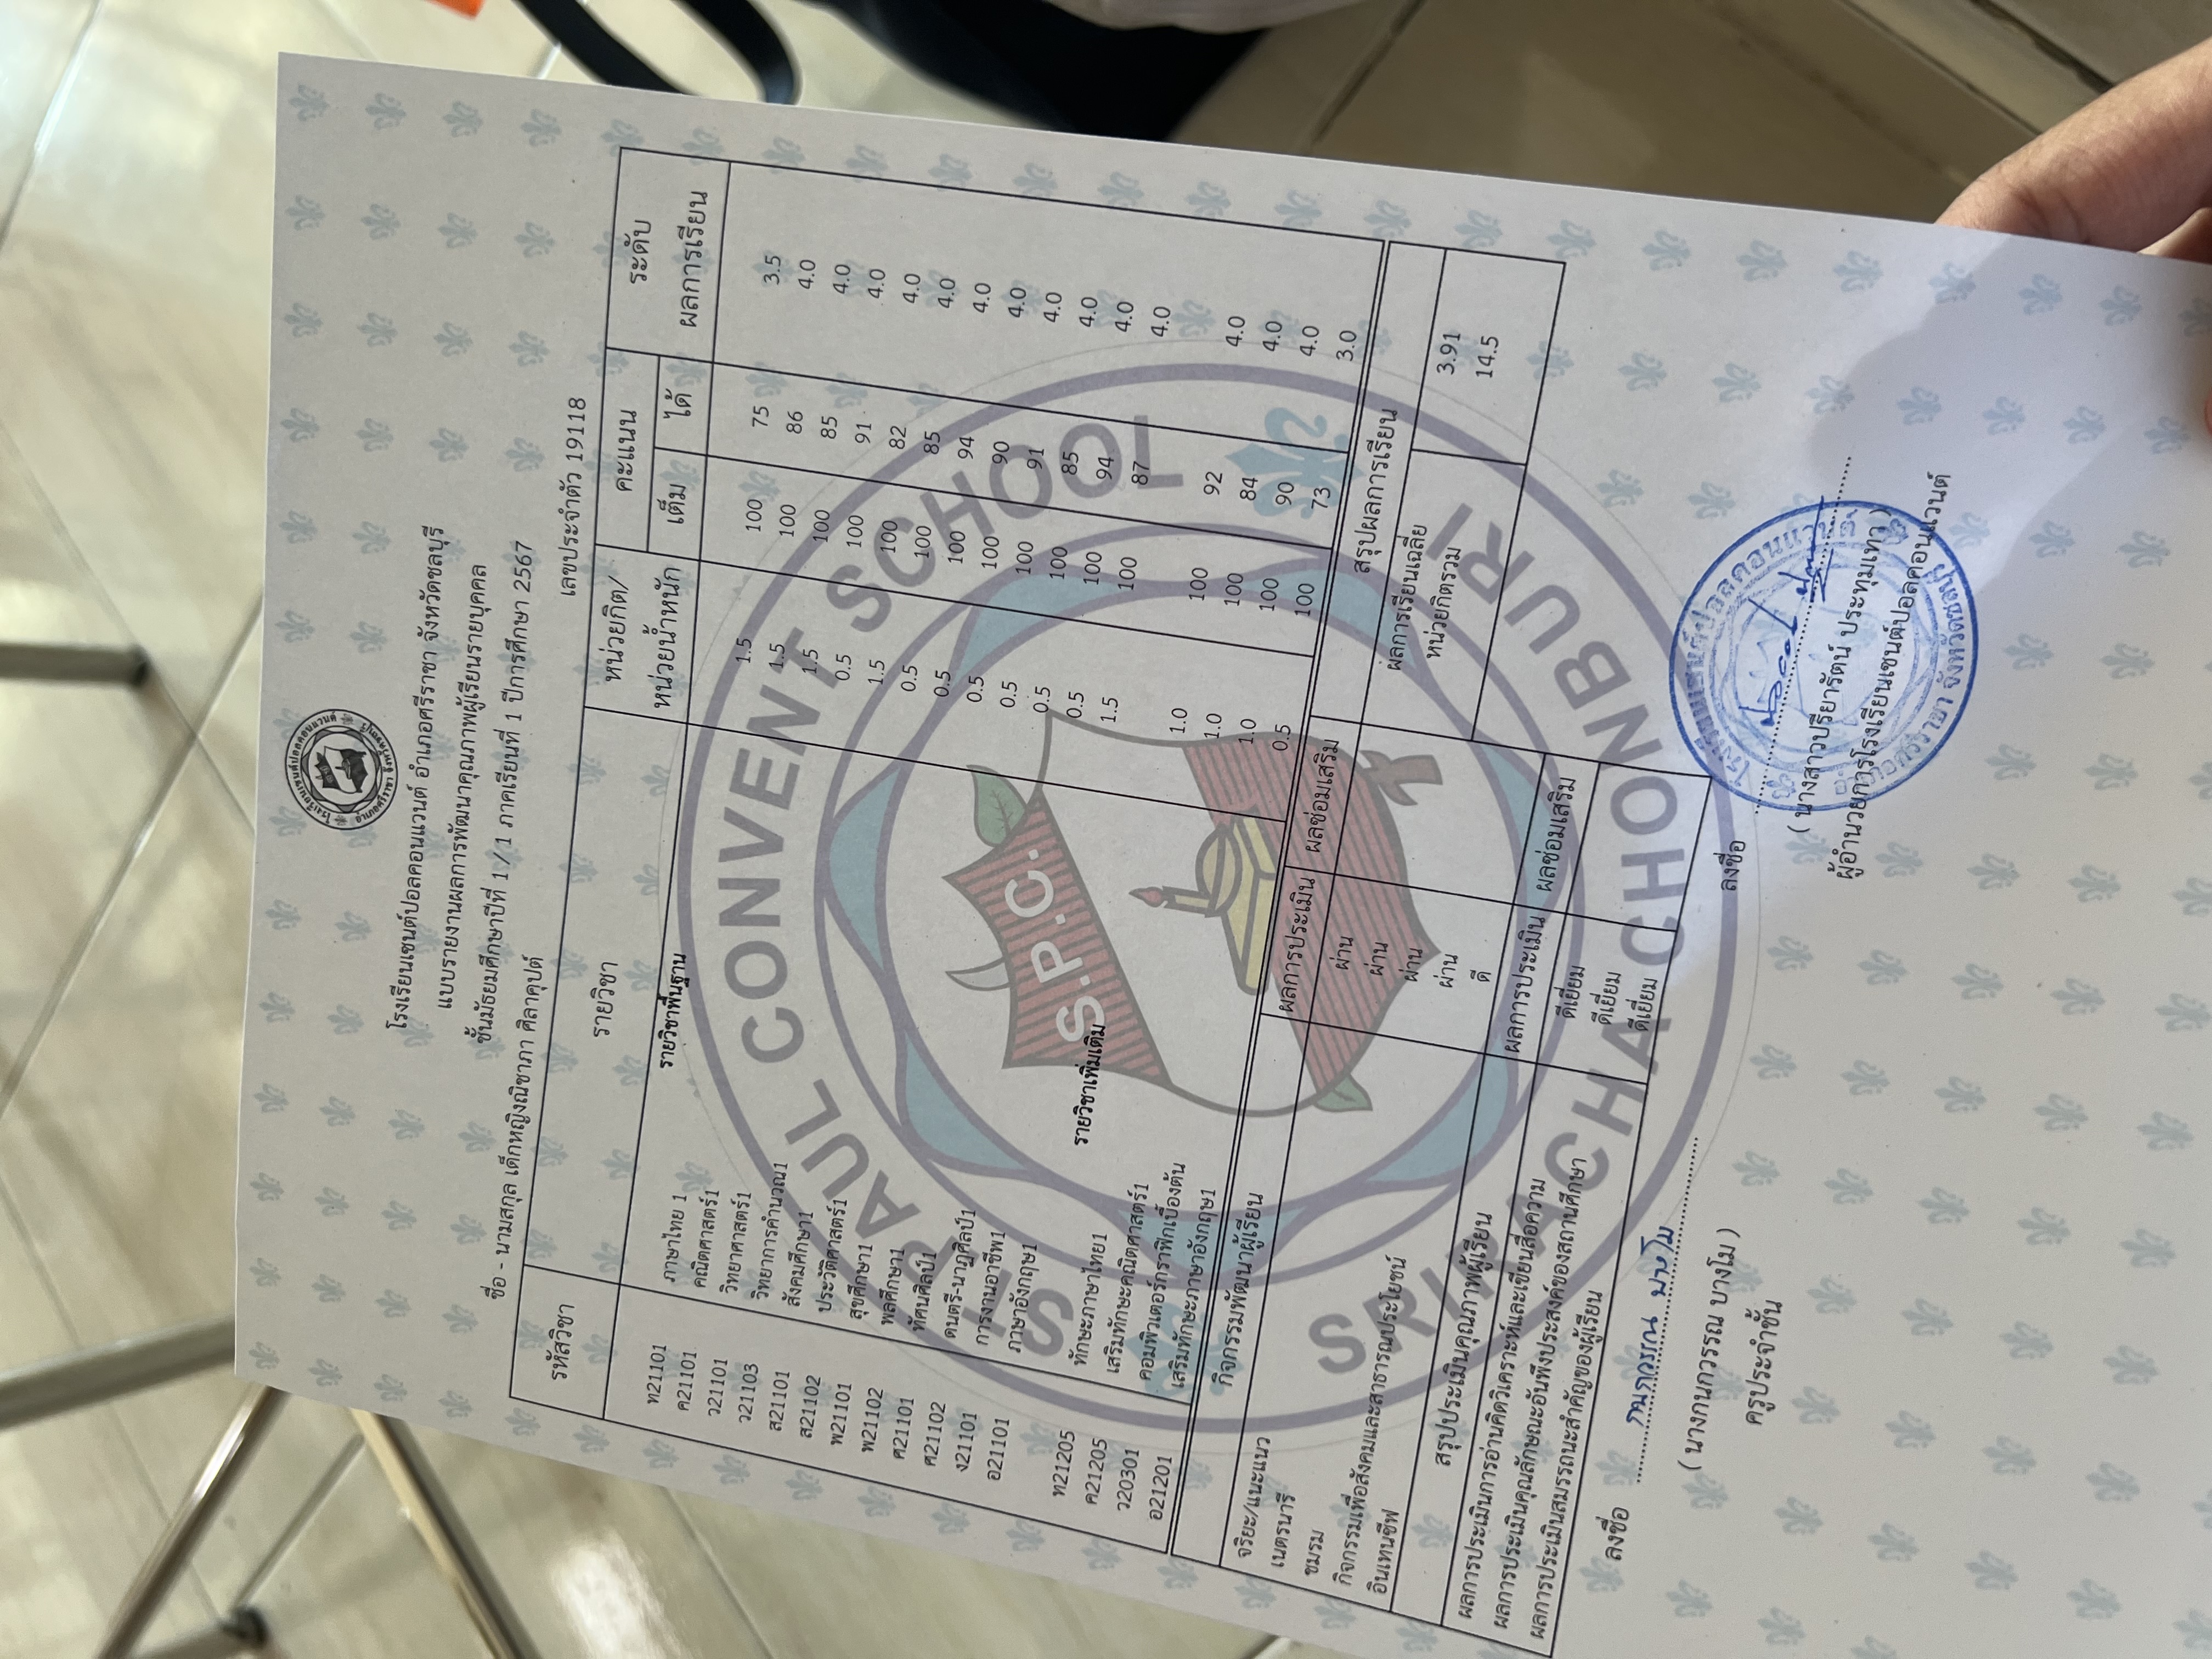 โรงเรียนเซนต์ปอลคอนแวนต์ อำเภอศรีราชา จังหวัดชลบุรี
แบบรายงานผลการพัฒนาคุณภาพผู้เรียนรายบุคคล
ชั้นมัธยมศึกษาปีที่ 1/1 ภาคเรียนที่ 1 ปีการศึกษา 2567
ชื่อ - นามสกุล เด็กหญิงณิชาภา ศิลาคุปต์ เลขประจำตัว 19118
รหัสวิชา รายวิชา หน่วยกิต/ หน่วยน้ำหนัก คะแนน เต็ม ได้ ระดับ ผลการเรียน
รายวิชาพื้นฐาน
ท21101 ภาษาไทย 1 1.5 100 75 3.5
ค21101 คณิตศาสตร์1 1.5 100 86 4.0
ว21101 วิทยาศาสตร์1 1.5 100 85 4.0
ว21103 วิทยาการคำนวณ1 0.5 100 91 4.0
ส21101 สังคมศึกษา1 1.5 100 82 4.0
ส21102 ประวัติศาสตร์1 0.5 100 85 4.0
พ21101 สุขศึกษา1 0.5 100 94 4.0
พ21102 พลศึกษา1 0.5 100 90 4.0
ศ21101 ทัศนศิลป์1 0.5 100 91 4.0
ศ21102 ดนตรี-นาฏศิลป์1 0.5 100 85 4.0
ง21101 การงานอาชีพ1 0.5 100 94 4.0
อ21101 ภาษาอังกฤษ1 1.5 100 87 4.0
รายวิชาเพิ่มเติม
ท21205 ทักษะภาษาไทย1 1.0 100 92 4.0
ค21205 เสริมทักษะคณิตศาสตร์1 1.0 100 84 4.0
ว20301 คอมพิวเตอร์กราฟิกเบื้องต้น 1.0 100 90 4.0
อ21201 เสริมทักษะภาษาอังกฤษ1 0.5 100 73 3.0
กิจกรรมพัฒนาผู้เรียน ผลการประเมิน ผลซ่อมเสริม สรุปผลการเรียน
จริยะ/แนะแนว ผ่าน ผลการเรียนเฉลี่ย 3.91
เนตรนารี ผ่าน หน่วยกิตรวม 14.5
ชมรม ผ่าน
กิจกรรมเพื่อสังคมและสาธารณประโยชน์ ผ่าน
อินเทนซีฟ ดี
สรุปประเมินคุณภาพผู้เรียน ผลการประเมิน ผลซ่อมเสริม
ผลการประเมินการอ่านคิดวิเคราะห์และเขียนสื่อความ ดีเยี่ยม
ผลการประเมินคุณลักษณะอันพึงประสงค์ของสถานศึกษา ดีเยี่ยม
ผลการประเมินสมรรถนะสำคัญของผู้เรียน ดีเยี่ยม
ลงชื่อ กนกวรรณ บางโม
( นางกนกวรรณ บางโม )
ครูประจำชั้น
ลงชื่อ
( นางสาวปรียารัตน์ ประทุมเทา )
ผู้อำนวยการโรงเรียนเซนต์ปอลคอนแวนต์
ST PAUL CONVENT SCHOOL
S.P.C.
SRIRACHA CHONBURI